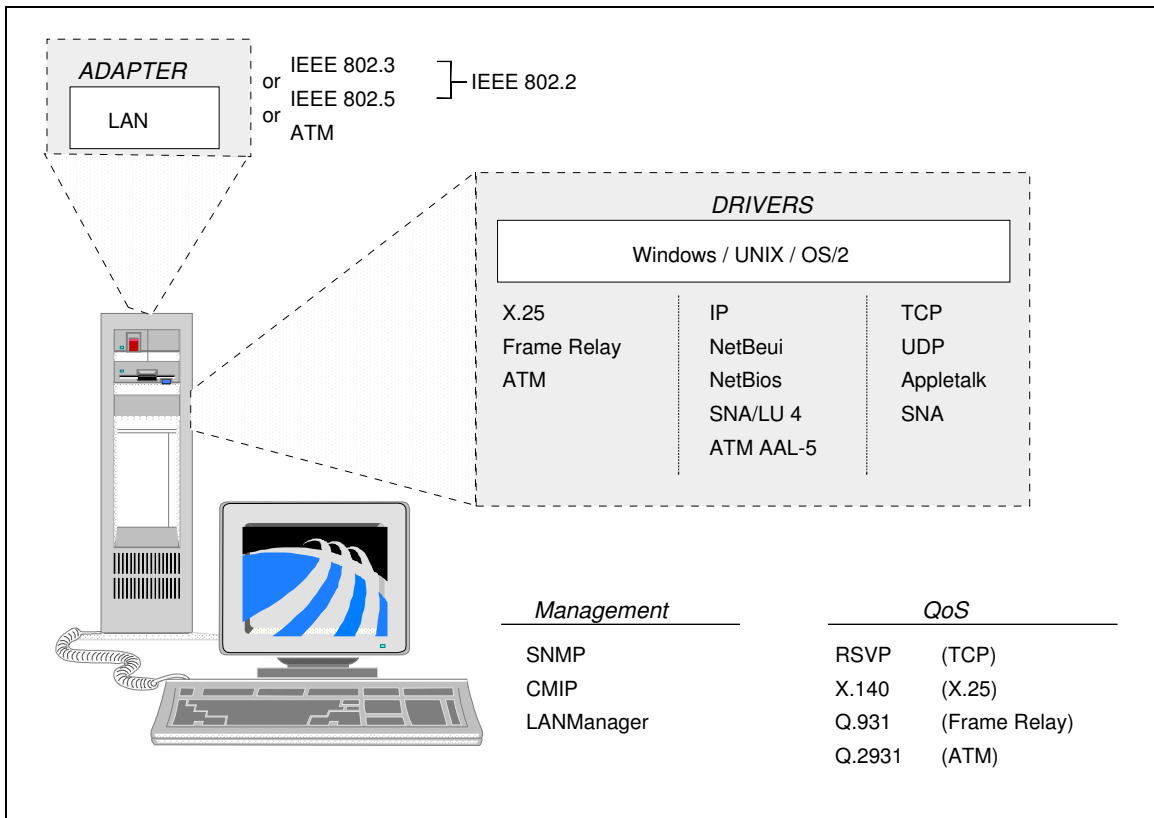 ADAPTER
LAN
or
IEEE 802.3
or
IEEE 802.5
ATM
IEEE 802.2
DRIVERS
Windows / UNIX / OS/2
X.25
Frame Relay
ATM
IP
NetBeui
NetBios
SNA/LU 4
ATM AAL-5
TCP
UDP
Appletalk
SNA
Management
SNMP
CMIP
LANManager
QoS
RSVP (TCP)
X.140 (X.25)
Q.931 (Frame Relay)
Q.2931 (ATM)